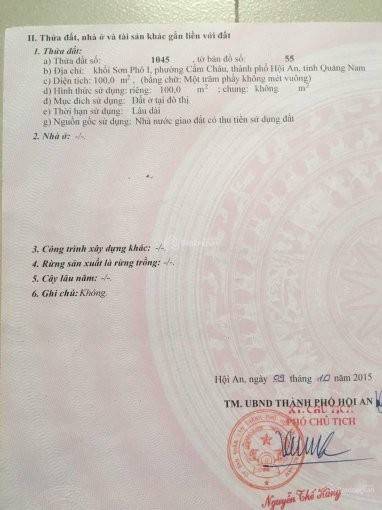 II. Thửa đất, nhà ở và tài sản khác gắn liền với đất
1. Thửa đất:
a) Thửa đất số: 1045, tờ bản đồ số: 55
b) Địa chỉ: khối Sơn Phô I, phường Cẩm Châu, thành phố Hội An, tỉnh Quảng Nam
c) Diện tích: 100,0 m², (bằng chữ: Một trăm phẩy không mét vuông)
d) Hình thức sử dụng: riêng: 100,0 m²; chung: không m²
đ) Mục đích sử dụng: Đất ở tại đô thị
e) Thời hạn sử dụng: Lâu dài
g) Nguồn gốc sử dụng: Nhà nước giao đất có thu tiền sử dụng đất
2. Nhà ở: -/-.
3. Công trình xây dựng khác: -/-.
4. Rừng sản xuất là rừng trồng: -/-.
5. Cây lâu năm: -/-.
6. Ghi chú: Không.
Hội An, ngày 09 tháng 10 năm 2015
TM. UBND THÀNH PHỐ HỘI AN
KT. CHỦ TỊCH
PHÓ CHỦ TỊCH
Nguyễn Thế Hùng